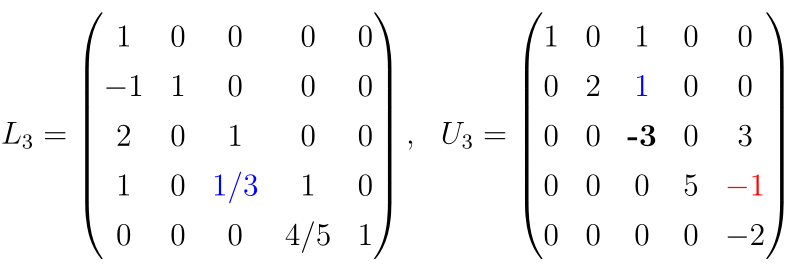 1 0 0 0 0 1 0 1 0 0
−1 1 0 0 0 0 2 1 0 0
L₃ = 2 0 1 0 0 , U₃ = 0 0 -3 0 3
1 0 1/3 1 0 0 0 0 5 −1
0 0 0 4/5 1 0 0 0 0 −2